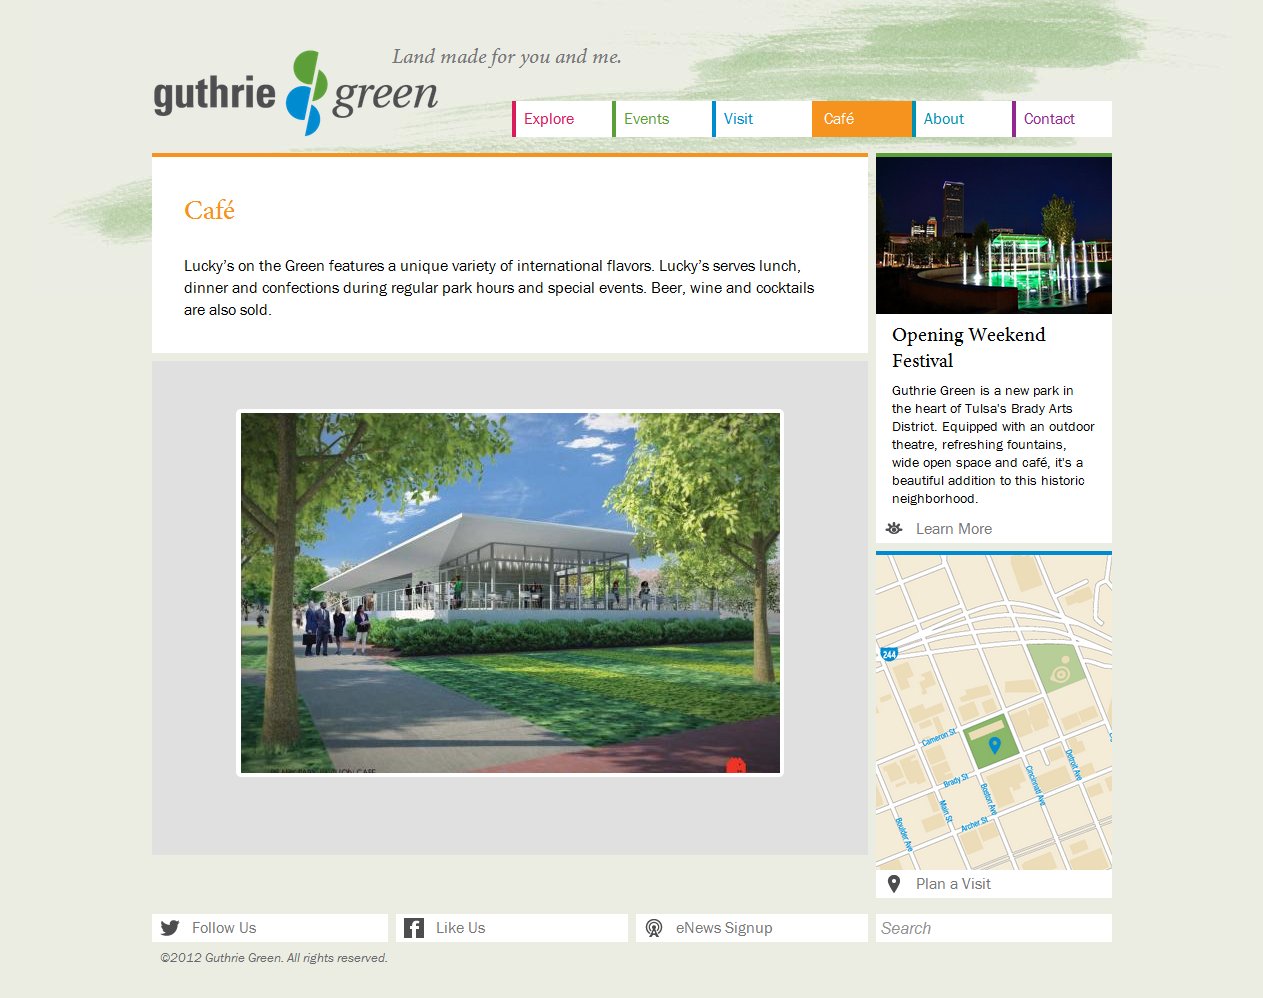 Land made for you and me.
guthrie green
Explore
Events
Visit
Café
About
Contact
Café
Lucky’s on the Green features a unique variety of international flavors. Lucky’s serves lunch,
dinner and confections during regular park hours and special events. Beer, wine and cocktails
are also sold.
Opening Weekend
Festival
Guthrie Green is a new park in
the heart of Tulsa's Brady Arts
District. Equipped with an outdoor
theatre, refreshing fountains,
wide open space and café, it's a
beautiful addition to this historic
neighborhood.
Learn More
244
Cameron St
Brady St
Main St
Boston Ave
Cincinnati Ave
Detroit Ave
Archer St
Boulder Ave
Plan a Visit
Follow Us
Like Us
eNews Signup
Search
©2012 Guthrie Green. All rights reserved.